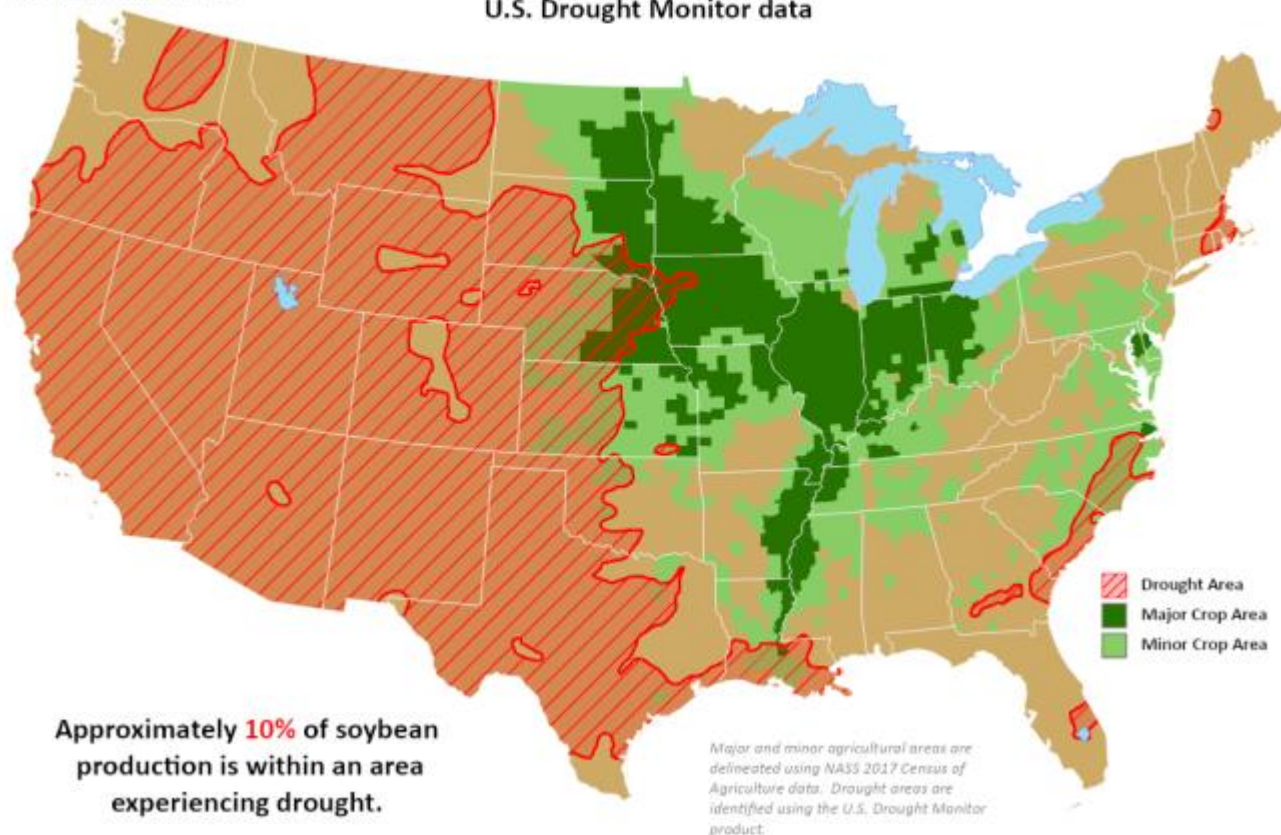 U.S. Drought Monitor data
Drought Area
Major Crop Area
Minor Crop Area
Approximately 10% of soybean
production is within an area
experiencing drought.
Major and minor agricultural areas are
delineated using NASS 2017 Census of
Agriculture data. Drought areas are
identified using the U.S. Drought Monitor
product.